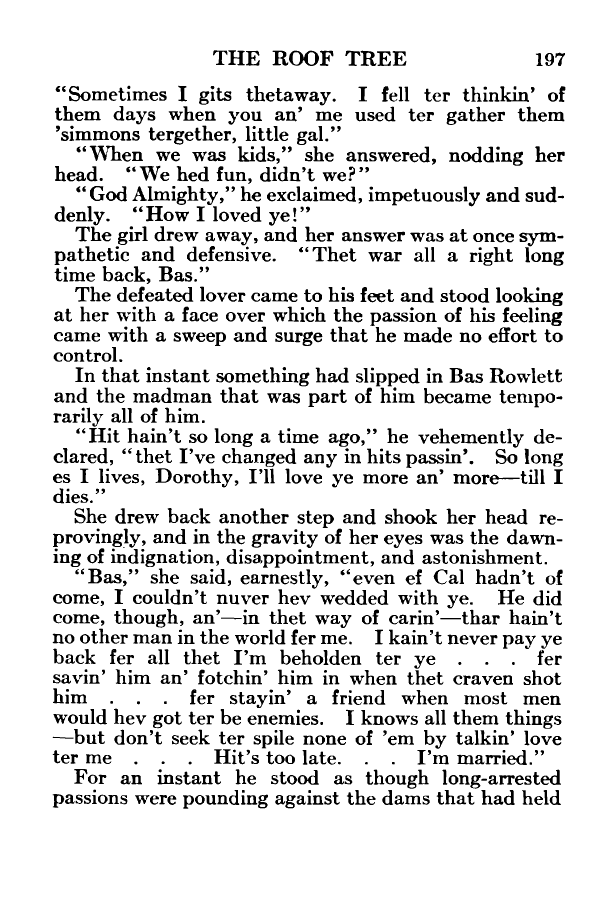 THE ROOF TREE 197
“Sometimes I gits thetaway. I fell ter thinkin’ of
them days when you an’ me used ter gather them
’simmons tergether, little gal.”
“When we was kids,” she answered, nodding her
head. “We hed fun, didn’t we?”
“God Almighty,” he exclaimed, impetuously and sud-
denly. “How I loved ye!”
The girl drew away, and her answer was at once sym-
pathetic and defensive. “Thet war all a right long
time back, Bas.”
The defeated lover came to his feet and stood looking
at her with a face over which the passion of his feeling
came with a sweep and surge that he made no effort to
control.
In that instant something had slipped in Bas Rowlett
and the madman that was part of him became tempo-
rarily all of him.
“Hit hain’t so long a time ago,” he vehemently de-
clared, “thet I’ve changed any in hits passin’. So long
es I lives, Dorothy, I’ll love ye more an’ more—till I
dies.”
She drew back another step and shook her head re-
provingly, and in the gravity of her eyes was the dawn-
ing of indignation, disappointment, and astonishment.
“Bas,” she said, earnestly, “even ef Cal hadn’t of
come, I couldn’t nuver hev wedded with ye. He did
come, though, an’—in thet way of carin’—thar hain’t
no other man in the world fer me. I kain’t never pay ye
back fer all thet I’m beholden ter ye . . . fer
savin’ him an’ fotchin’ him in when thet craven shot
him . . . fer stayin’ a friend when most men
would hev got ter be enemies. I knows all them things
—but don’t seek ter spile none of ’em by talkin’ love
ter me . . . Hit’s too late. . . I’m married.”
For an instant he stood as though long-arrested
passions were pounding against the dams that had held